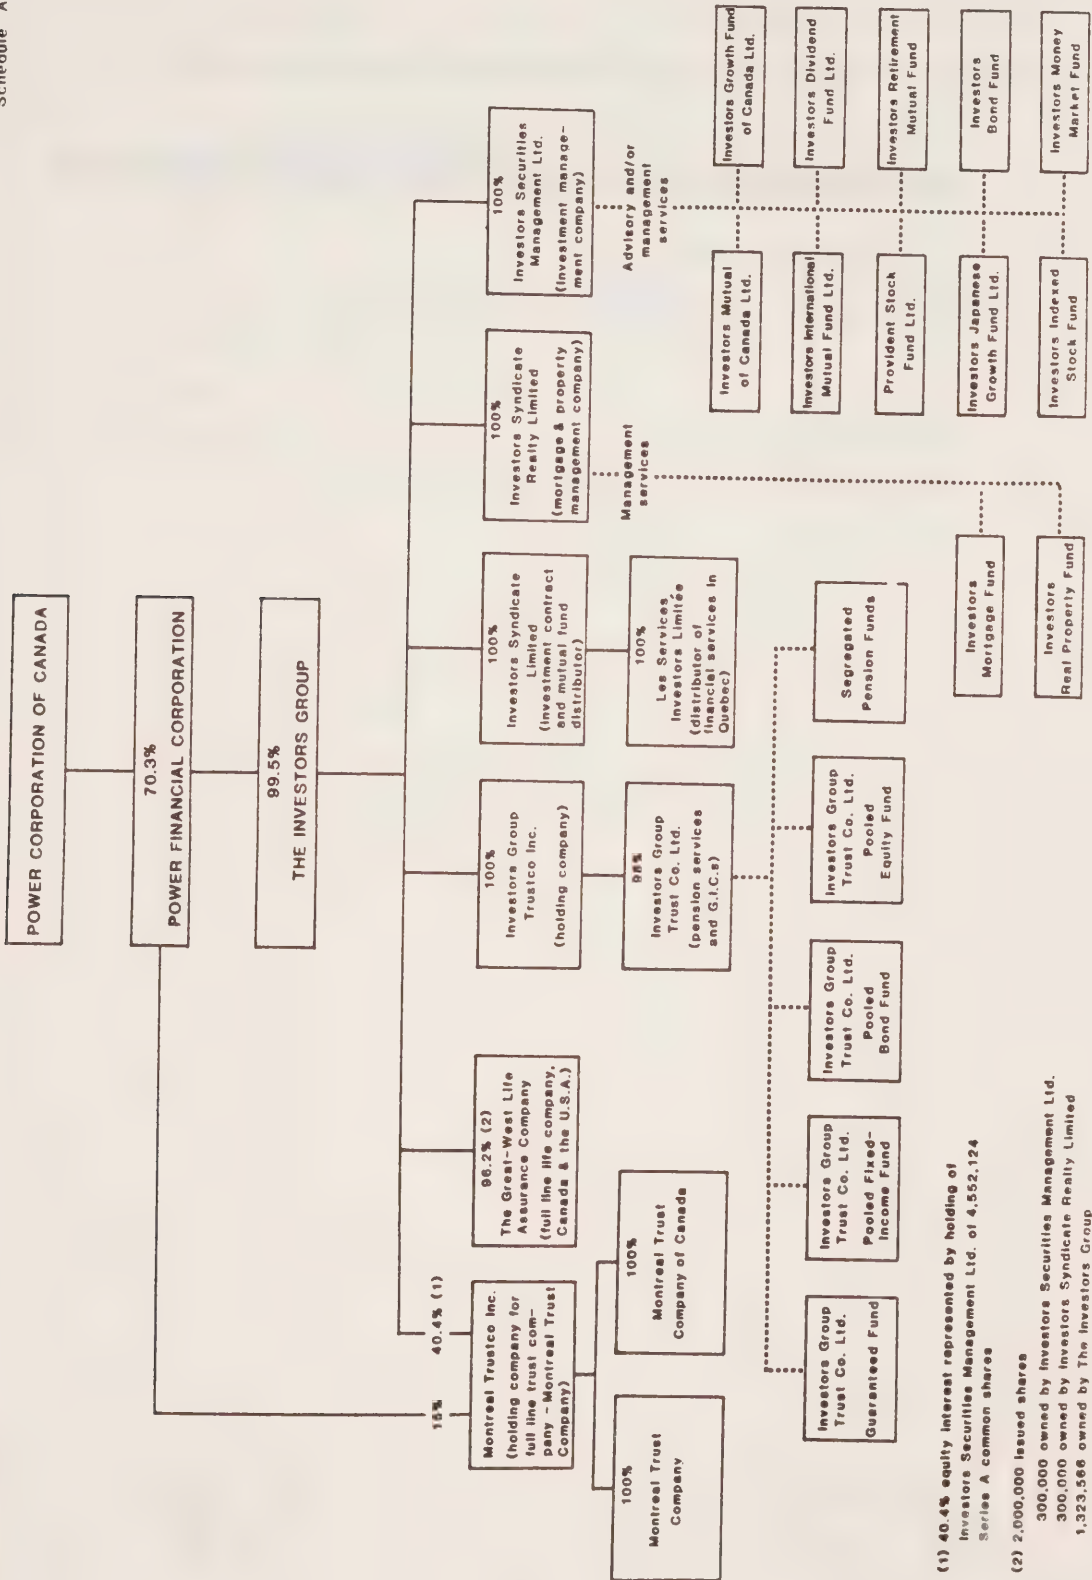 Schedule A
POWER CORPORATION OF CANADA
70.3%
POWER FINANCIAL CORPORATION
99.5%
THE INVESTORS GROUP
15%
40.4% (1)
Montreal Trustco Inc.
(holding company for
full line trust com-
pany - Montreal Trust
Company)
96.2% (2)
The Great-West Life
Assurance Company
(full line life company,
Canada & the U.S.A.)
100%
Investors Group
Trustco Inc.
(holding company)
100%
Investors Syndicate
Limited
(investment contract
and mutual fund
distributor)
100%
Investors Syndicate
Realty Limited
(mortgage & property
management company)
100%
Investors Securities
Management Ltd.
(investment manage-
ment company)
100%
Montreal Trust
Company
100%
Montreal Trust
Company of Canada
98%
Investors Group
Trust Co. Ltd.
(pension services
and G.I.C.s)
100%
Les Services
Investors Limitée
(distributor of
financial services in
Quebec)
Management
services
Advisory and/or
management
services
Investors Group
Trust Co. Ltd.
Guaranteed Fund
Investors Group
Trust Co. Ltd.
Pooled Fixed-
Income Fund
Investors Group
Trust Co. Ltd.
Pooled
Bond Fund
Investors Group
Trust Co. Ltd.
Pooled
Equity Fund
Segregated
Pension Funds
Investors
Mortgage Fund
Investors
Real Property Fund
Investors Mutual
of Canada Ltd.
Investors Growth Fund
of Canada Ltd.
Investors International
Mutual Fund Ltd.
Investors Dividend
Fund Ltd.
Provident Stock
Fund Ltd.
Investors Retirement
Mutual Fund
Investors Japanese
Growth Fund Ltd.
Investors
Bond Fund
Investors Indexed
Stock Fund
Investors Money
Market Fund
(1) 40.4% equity interest represented by holding of
Investors Securities Management Ltd. of 4,552,124
Series A common shares
(2) 2,000,000 issued shares
300,000 owned by Investors Securities Management Ltd.
300,000 owned by Investors Syndicate Realty Limited
1,323,566 owned by The Investors Group